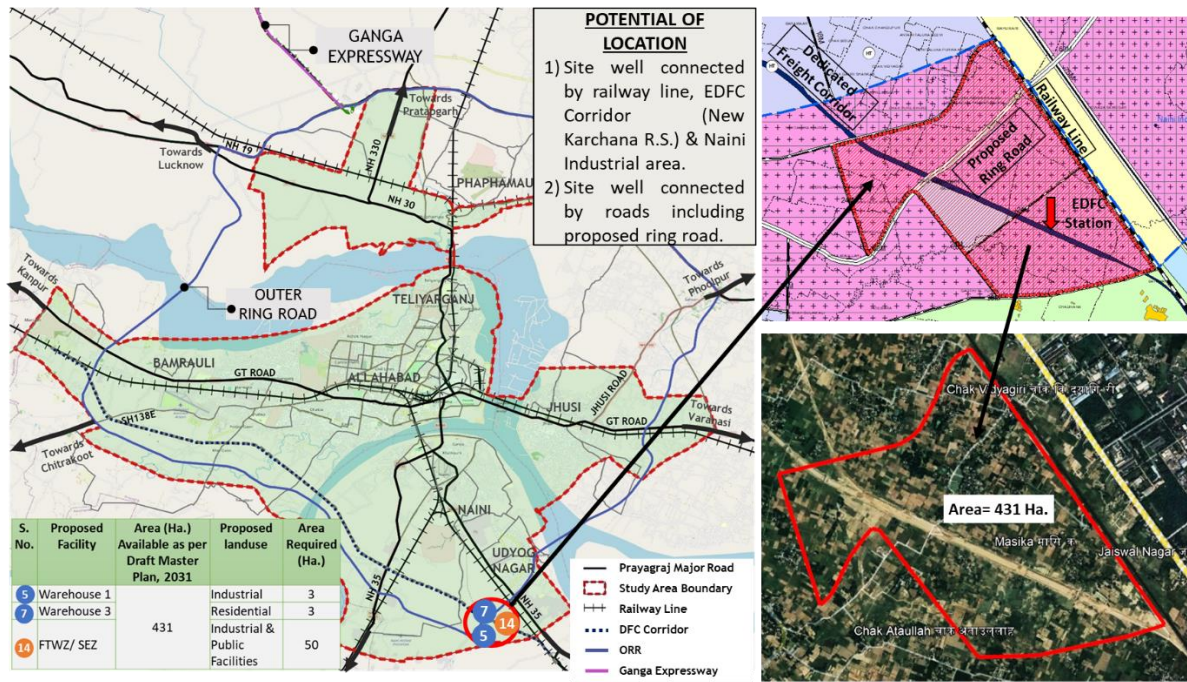 GANGA
EXPRESSWAY
Towards
Pratapgarh
Towards
Lucknow
NH 19
NH 330
NH 30
PHAPHAMAU
Towards
Kanpur
OUTER
RING ROAD
TELIYARGANJ
Towards
Phoolpur
BAMRAULI
GT ROAD
ALLAHABAD
JHUSI
JHUSI ROAD
GT ROAD
Towards
Varanasi
SH138E
Towards
Chitrakoot
NAINI
UDYOG
NAGAR
NH 35
NH 35
7
14
5
POTENTIAL OF
LOCATION
1) Site well connected
by railway line, EDFC
Corridor (New
Karchana R.S.) & Naini
Industrial area.
2) Site well connected
by roads including
proposed ring road.
S. No. Proposed Facility Area (Ha.) Available as per Draft Master Plan, 2031 Proposed landuse Area Required (Ha.)
5 Warehouse 1 431 Industrial 3
7 Warehouse 3 Residential 3
14 FTWZ/ SEZ Industrial & Public Facilities 50
Prayagraj Major Road
Study Area Boundary
Railway Line
DFC Corridor
ORR
Ganga Expressway
Dedicated
Freight Corridor
Railway Line
Proposed
Ring Road
EDFC
Station
HT
HT
Area= 431 Ha.
Masika
Jaiswal Nagar
Chak Ataullah